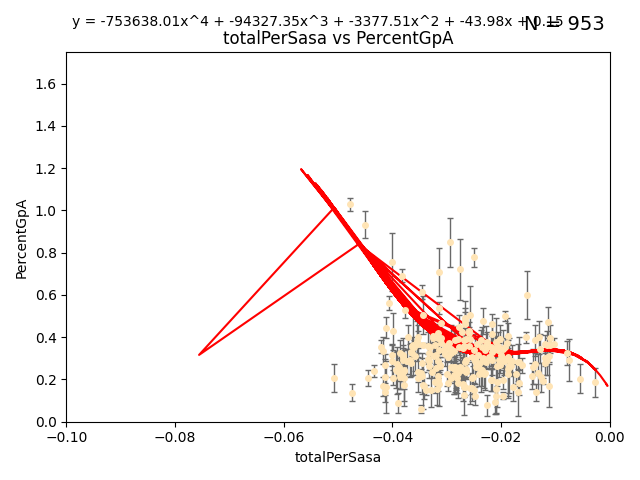 y = -753638.01x^4 + -94327.35x^3 + -3377.51x^2 + -43.98x + 0.15
N = 953
totalPerSasa vs PercentGpA
PercentGpA
1.6
1.4
1.2
1.0
0.8
0.6
0.4
0.2
0.0
−0.10 −0.08 −0.06 −0.04 −0.02 0.00
totalPerSasa